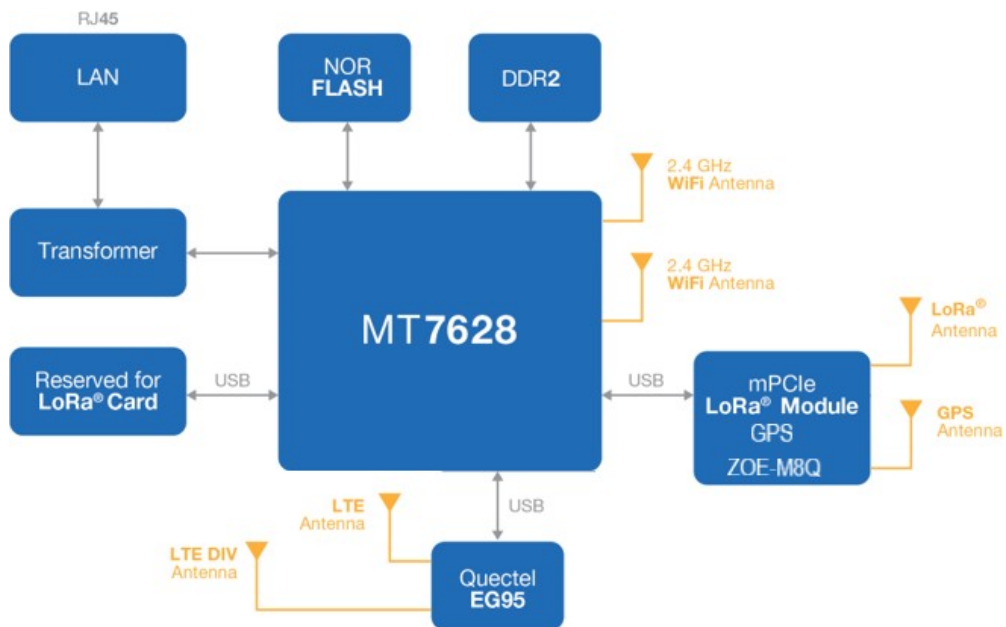 RJ45
LAN
NOR
FLASH
DDR2
2.4 GHz
WiFi Antenna
Transformer
2.4 GHz
WiFi Antenna
MT7628
LoRa®
Antenna
Reserved for
LoRa® Card
USB
USB
mPCIe
LoRa® Module
GPS
ZOE-M8Q
GPS
Antenna
USB
LTE
Antenna
LTE DIV
Antenna
Quectel
EG95